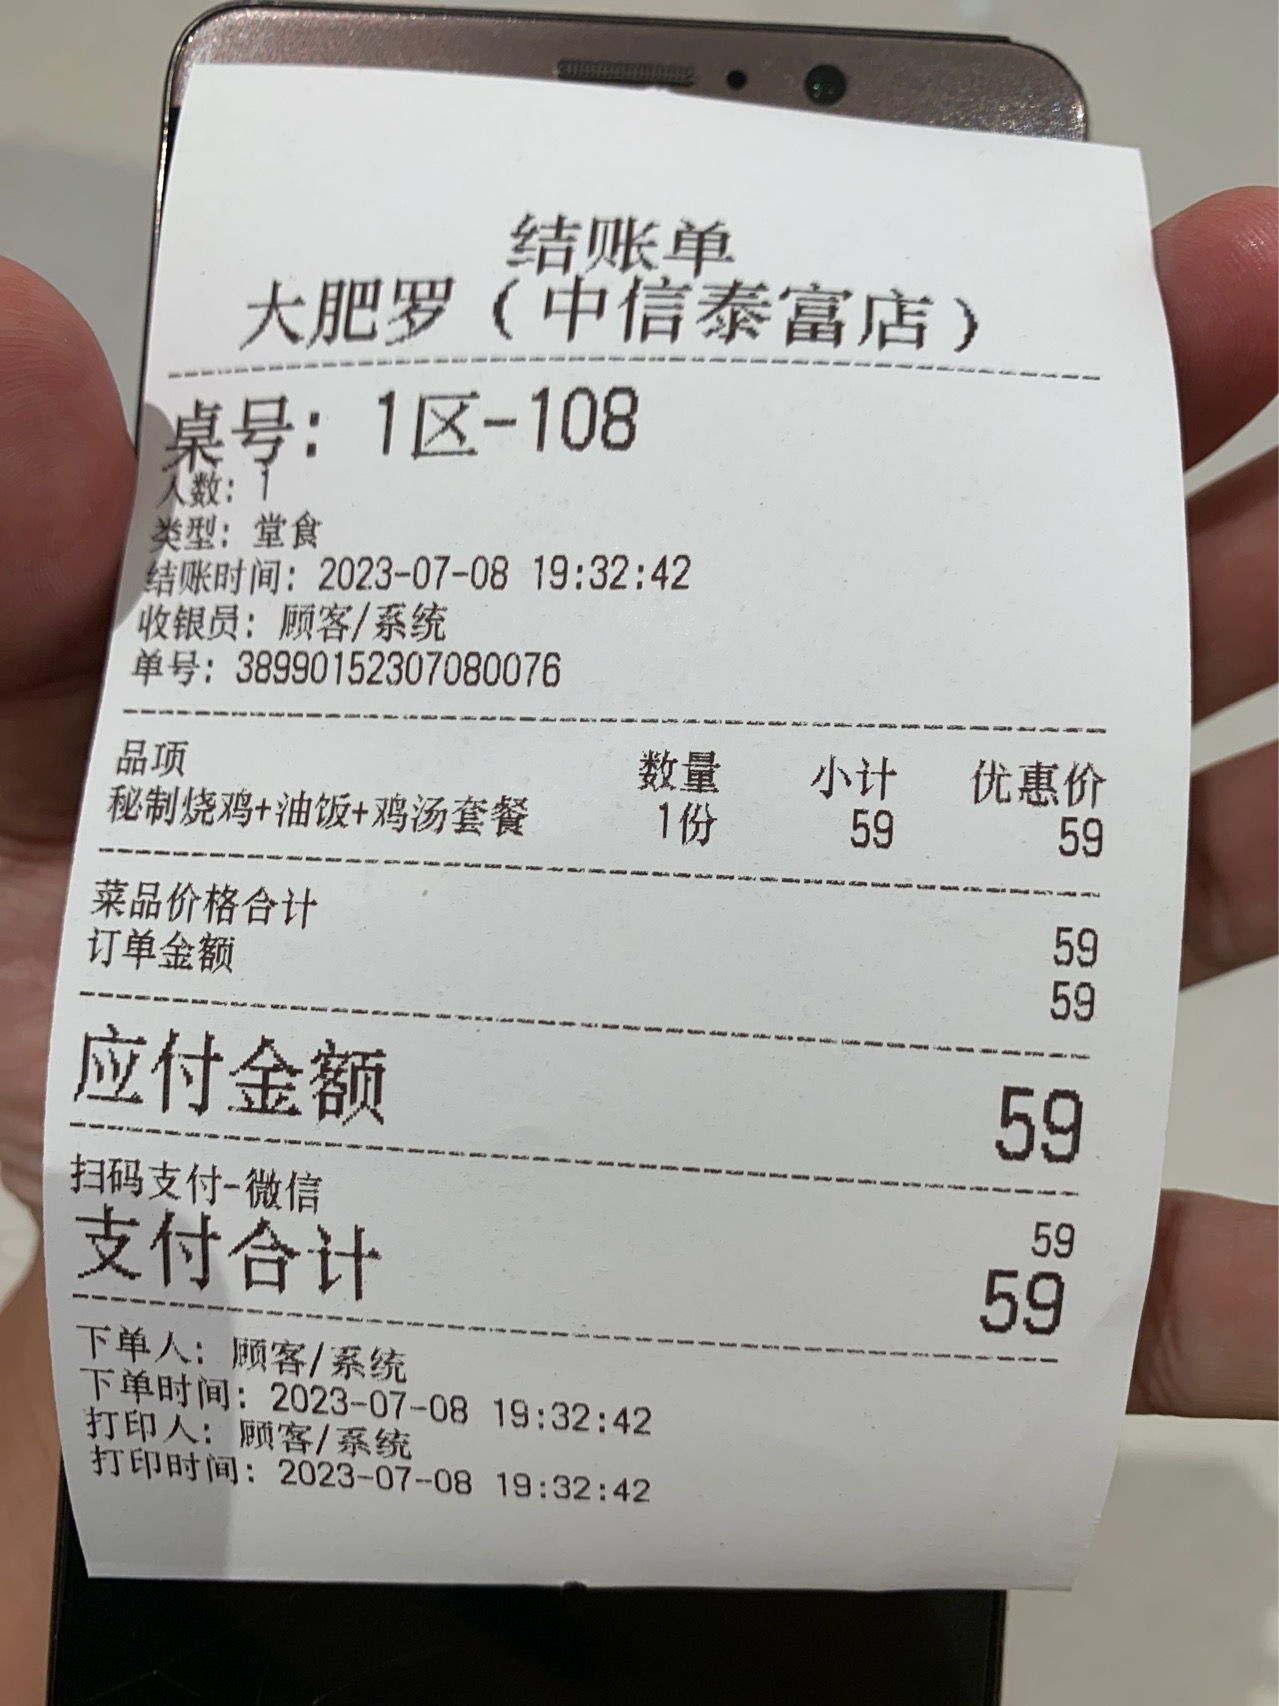 结账单
大肥罗（中信泰富店）
桌号：1区-108
人数：1
类型：堂食
结账时间：2023-07-08 19:32:42
收银员：顾客/系统
单号：38990152307080076
品项 数量 小计 优惠价
秘制烧鸡+油饭+鸡汤套餐 1份 59 59
菜品价格合计 59
订单金额 59
应付金额 59
扫码支付-微信 59
支付合计 59
下单人：顾客/系统
下单时间：2023-07-08 19:32:42
打印人：顾客/系统
打印时间：2023-07-08 19:32:42